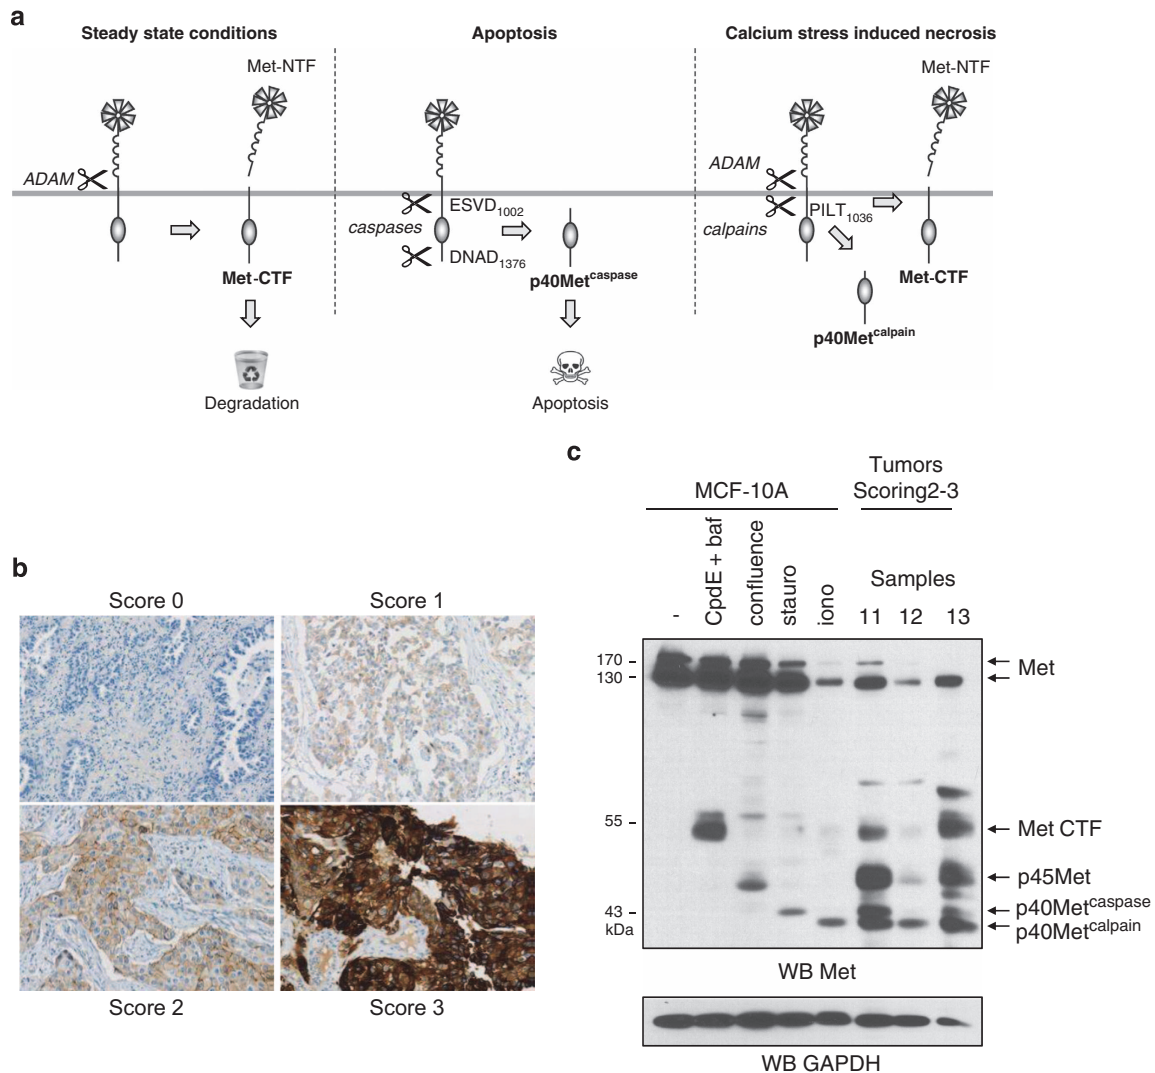 a
Steady state conditions
Apoptosis
Calcium stress induced necrosis
Met-NTF
Met-NTF
ADAM
ADAM
ESVD1002
caspases
DNAD1376
PILT1036
calpains
Met-CTF
p40Metcaspase
Met-CTF
p40Metcalpain
Degradation
Apoptosis
b
Score 0
Score 1
Score 2
Score 3
c
MCF-10A
Tumors
Scoring2-3
-
CpdE + baf
confluence
stauro
iono
Samples
11
12
13
170
130
55
43
kDa
Met
Met CTF
p45Met
p40Metcaspase
p40Metcalpain
WB Met
WB GAPDH